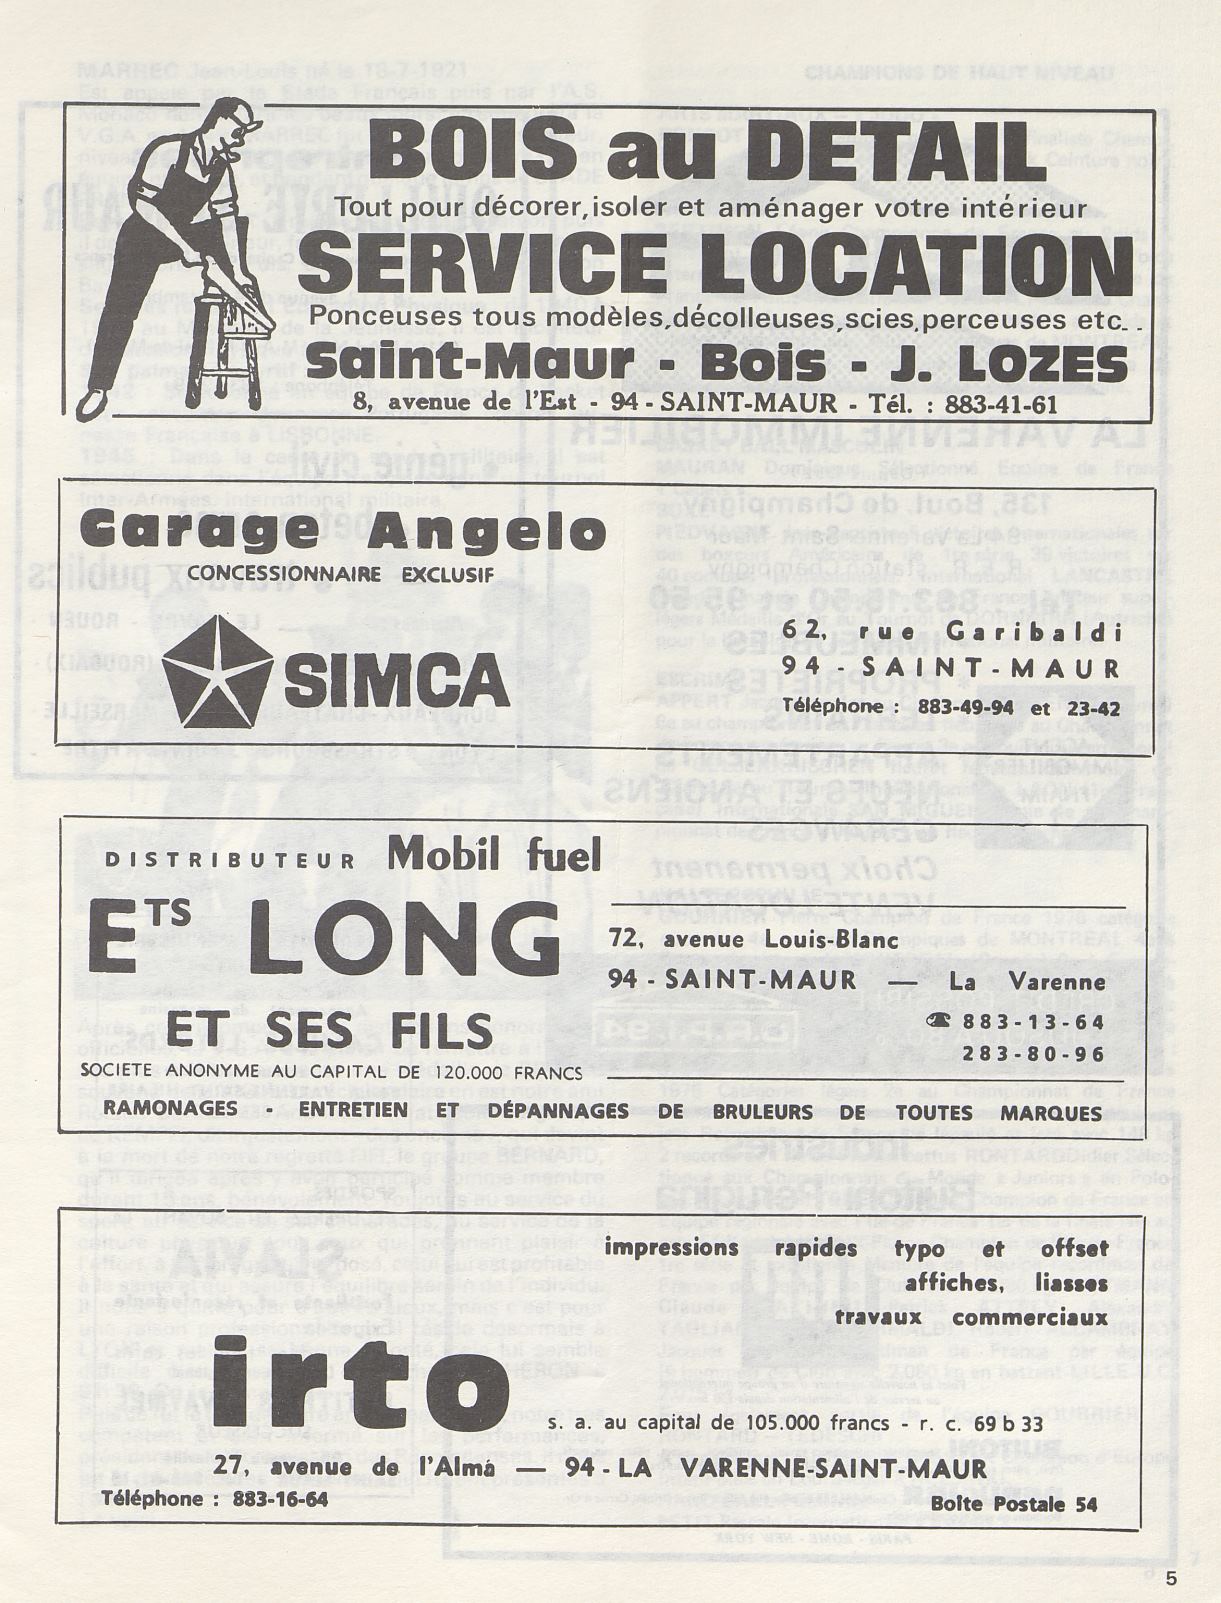 BOIS au DETAIL
Tout pour décorer, isoler et aménager votre intérieur
SERVICE LOCATION
Ponceuses tous modèles, décolleuses, scies, perceuses etc..
Saint-Maur - Bois - J. LOZES
8, avenue de l'Est - 94 - SAINT-MAUR - Tél. : 883-41-61
Garage Angelo
CONCESSIONNAIRE EXCLUSIF
SIMCA
62, rue Garibaldi
94 - SAINT-MAUR
Téléphone : 883-49-94 et 23-42
DISTRIBUTEUR Mobil fuel
ETS LONG
ET SES FILS
SOCIETE ANONYME AU CAPITAL DE 120.000 FRANCS
72, avenue Louis-Blanc
94 - SAINT-MAUR — La Varenne
☎ 883-13-64
283-80-96
RAMONAGES - ENTRETIEN ET DÉPANNAGES DE BRULEURS DE TOUTES MARQUES
impressions rapides typo et offset
affiches, liasses
travaux commerciaux
irto
s. a. au capital de 105.000 francs - r. c. 69 b 33
27, avenue de l'Alma — 94 - LA VARENNE-SAINT-MAUR
Téléphone : 883-16-64
Boite Postale 54
5